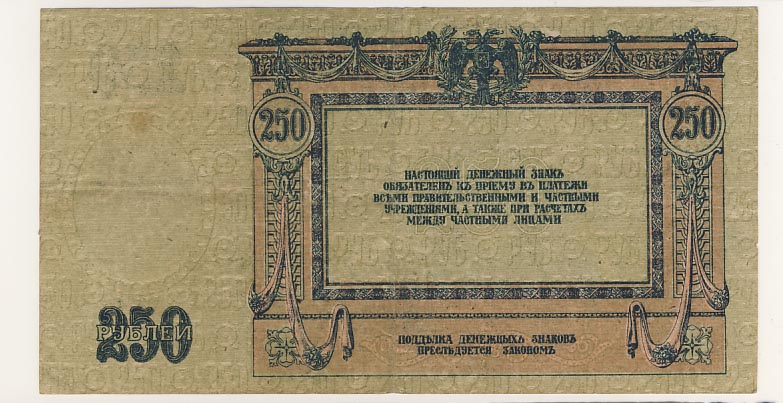 250
250
НАСТОЯЩІЙ ДЕНЕЖНЫЙ ЗНАКЪ
ОБЯЗАТЕЛЕНЪ КЪ ПРІЕМУ ВЪ ПЛАТЕЖИ
ВСѢМИ ПРАВИТЕЛЬСТВЕННЫМИ И ЧАСТНЫМИ
УЧРЕЖДЕНІЯМИ, А ТАКЖЕ ПРИ РАСЧЕТАХЪ
МЕЖДУ ЧАСТНЫМИ ЛИЦАМИ
250
РУБЛЕЙ
ПОДДѢЛКА ДЕНЕЖНЫХЪ ЗНАКОВЪ
ПРЕСЛѢДУЕТСЯ ЗАКОНОМЪ